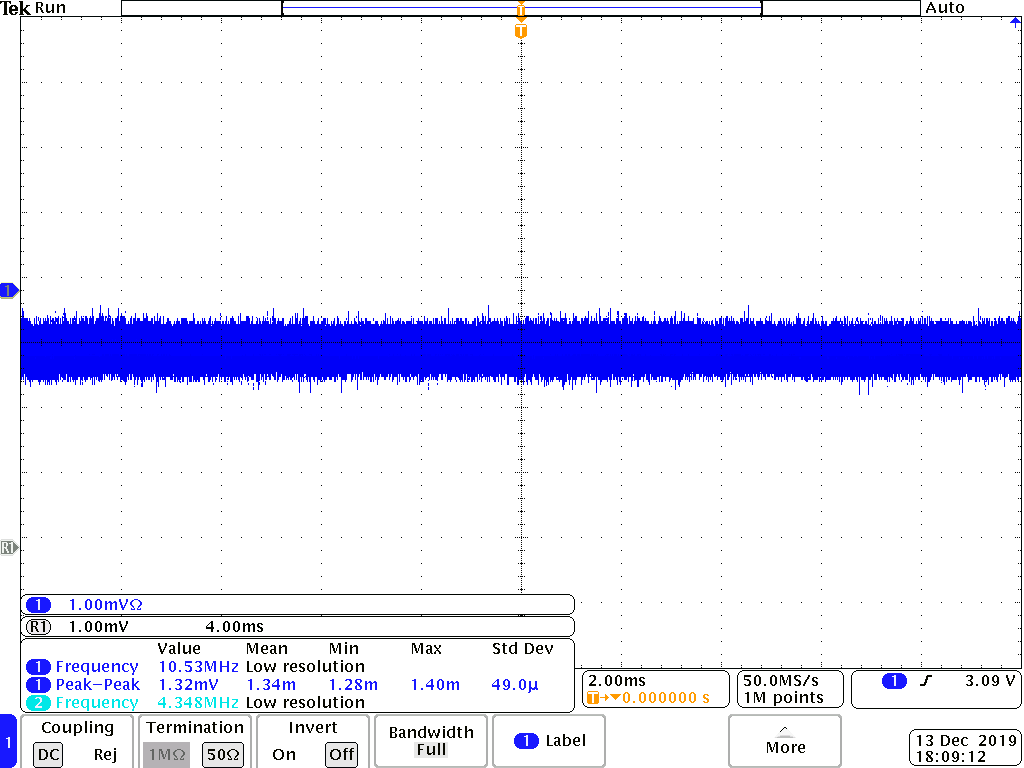 Tek Run Auto
T
T
1
R1
1 1.00mVΩ
R1 1.00mV 4.00ms
Value Mean Min Max Std Dev
1 Frequency 10.53MHz Low resolution
1 Peak-Peak 1.32mV 1.34m 1.28m 1.40m 49.0μ
2 Frequency 4.348MHz Low resolution
2.00ms
T→▼0.000000 s
50.0MS/s
1M points
1 3.09 V
1
Coupling
DC Rej
Termination
1MΩ 50Ω
Invert
On Off
Bandwidth
Full
1 Label
More
13 Dec 2019
18:09:12